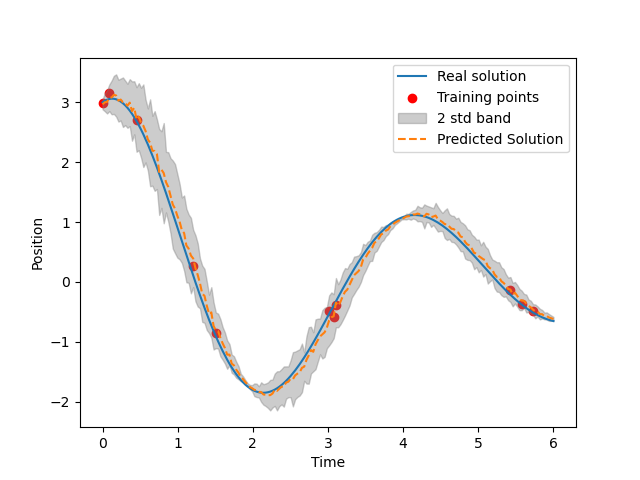 Real solution
Training points
2 std band
Predicted Solution
Position
3
2
1
0
−1
−2
0 1 2 3 4 5 6
Time